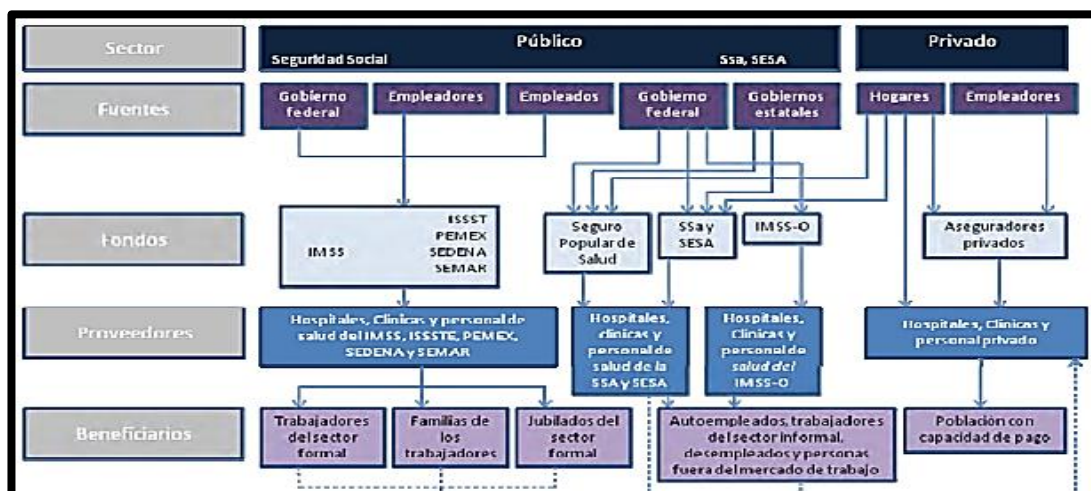 Sector
Público
Privado
Seguridad Social
Ssa, SESA
Fuentes
Gobierno
federal
Empleadores
Empleados
Gobierno
federal
Gobiernos
estatales
Hogares
Empleadores
Fondos
IMSS
ISSST
PEMEX
SEDENA
SEMAR
Seguro
Popular de
Salud
SSa y
SESA
IMSS-O
Aseguradores
privados
Proveedores
Hospitales, Clinicas y personal de
salud del IMSS, ISSSTE, PEMEX,
SEDENA y SEMAR
Hospitales,
clinicas y
personal de
salud de la
SSA y SESA
Hospitales,
Clinicas y
personal de
salud del
IMSS-O
Hospitales, Clinicas y
personal privado
Beneficiarios
Trabajadores
del sector
formal
Familias de
los
trabajadores
Jubilados del
sector
formal
Autoempleados, trabajadores
del sector informal,
desempleados y personas
fuera del mercado de trabajo
Población con
capacidad de pago